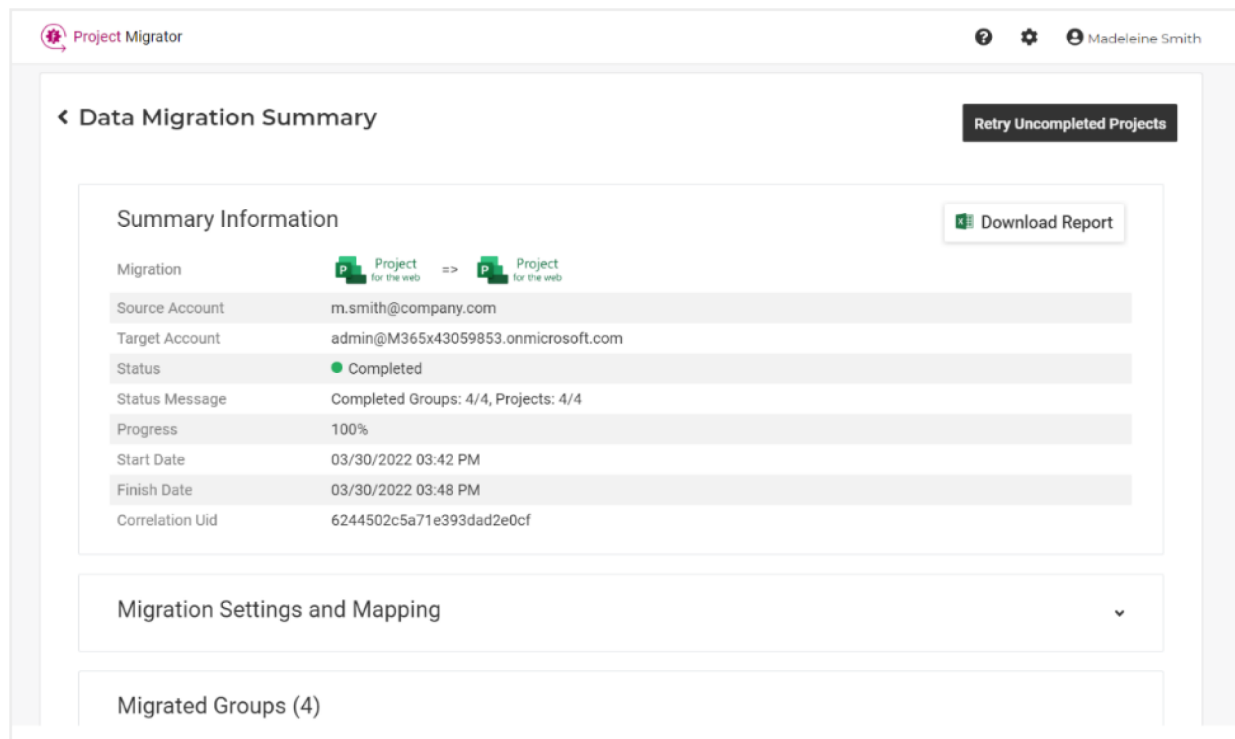 Project Migrator
Madeleine Smith
Data Migration Summary
Retry Uncompleted Projects
Summary Information
Download Report
Migration
Project
for the web
=>
Project
for the web
Source Account m.smith@company.com
Target Account admin@M365x43059853.onmicrosoft.com
Status Completed
Status Message Completed Groups: 4/4, Projects: 4/4
Progress 100%
Start Date 03/30/2022 03:42 PM
Finish Date 03/30/2022 03:48 PM
Correlation Uid 6244502c5a71e393dad2e0cf
Migration Settings and Mapping
Migrated Groups (4)